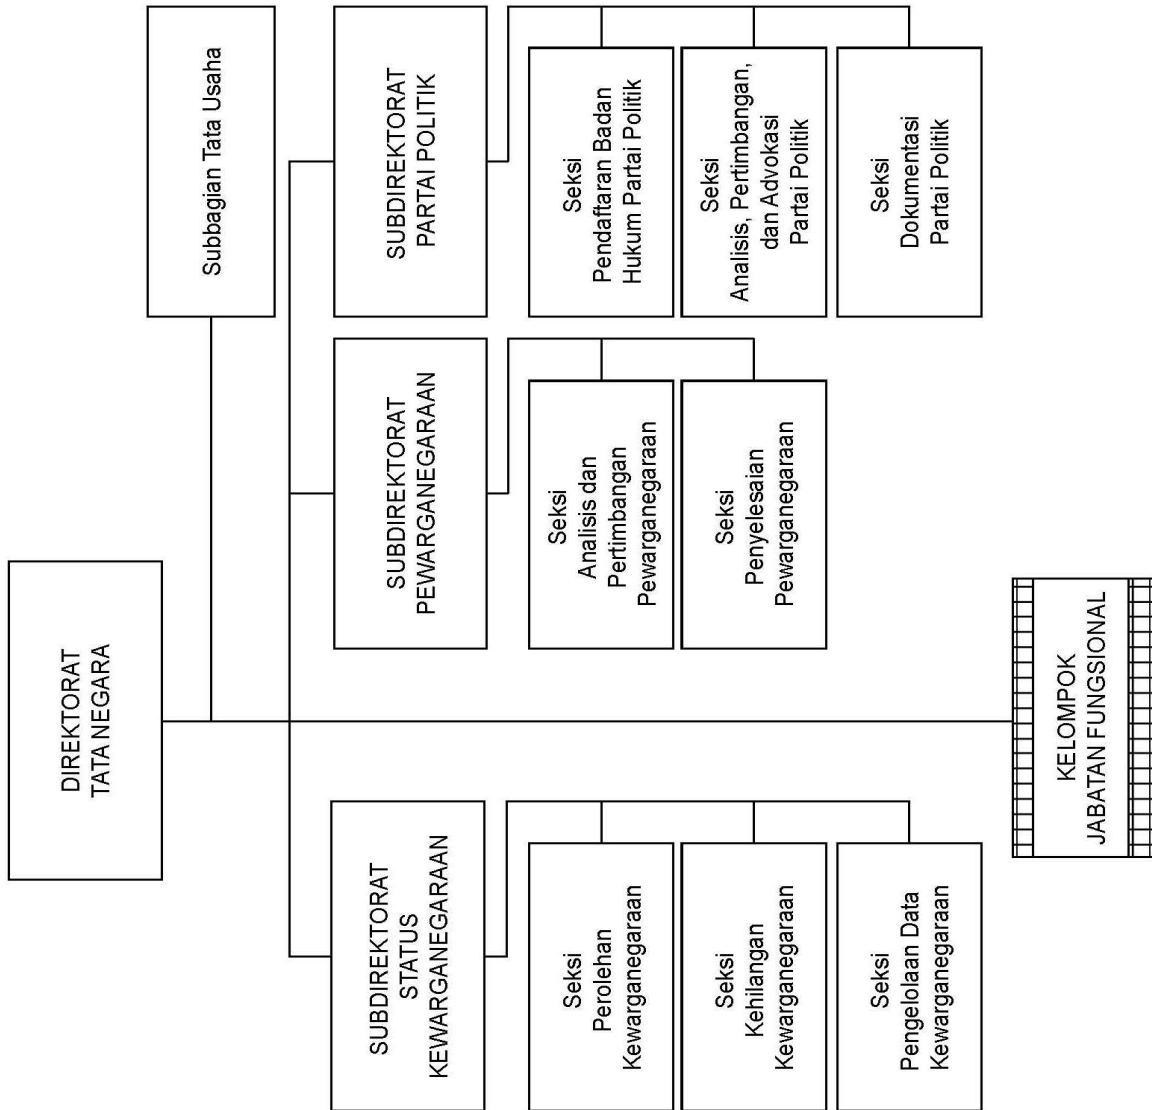 DIREKTORAT
TATA NEGARA
Subbagian Tata Usaha
SUBDIREKTORAT
STATUS
KEWARGANEGARAAN
SUBDIREKTORAT
PEWARGANEGARAAN
SUBDIREKTORAT
PARTAI POLITIK
Seksi
Perolehan
Kewarganegaraan
Seksi
Kehilangan
Kewarganegaraan
Seksi
Pengelolaan Data
Kewarganegaraan
Seksi
Analisis dan
Pertimbangan
Pewarganegaraan
Seksi
Penyelesaian
Pewarganegaraan
Seksi
Pendaftaran Badan
Hukum Partai Politik
Seksi
Analisis, Pertimbangan,
dan Advokasi
Partai Politik
Seksi
Dokumentasi
Partai Politik
KELOMPOK
JABATAN FUNGSIONAL